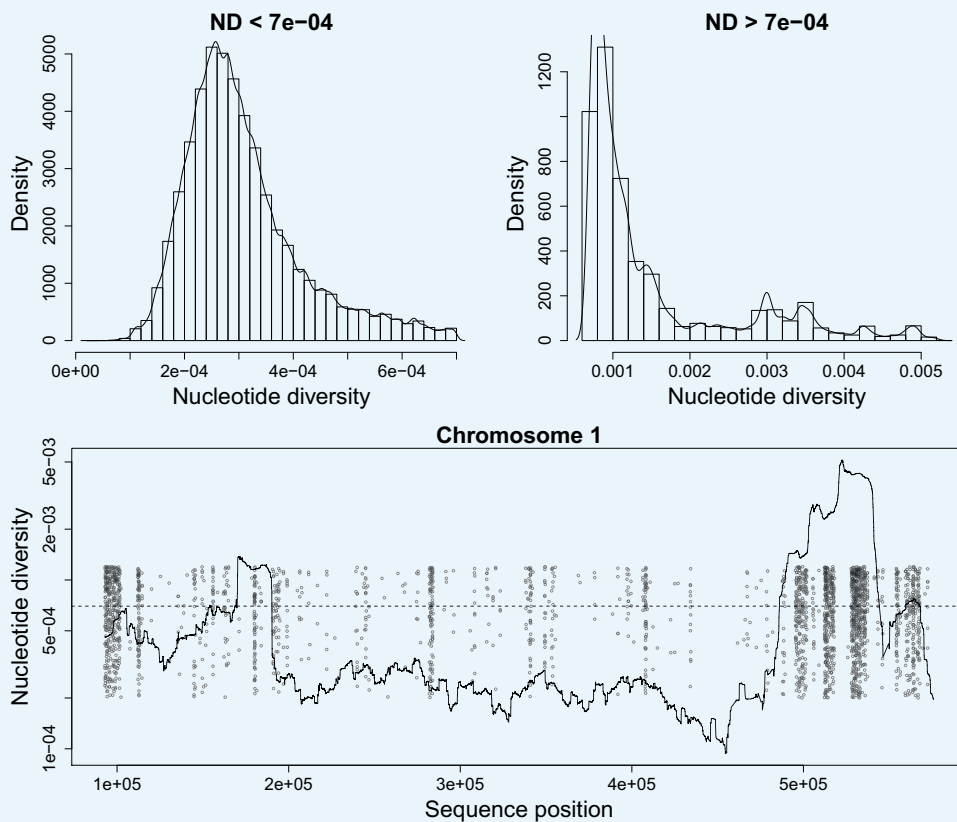 ND < 7e−04
ND > 7e−04
Density
0
1000
2000
3000
4000
5000
0e+00
2e−04
4e−04
6e−04
Nucleotide diversity
Density
0
200
400
600
800
1200
0.001
0.002
0.003
0.004
0.005
Nucleotide diversity
Chromosome 1
Nucleotide diversity
1e−04
5e−04
2e−03
5e−03
1e+05
2e+05
3e+05
4e+05
5e+05
Sequence position